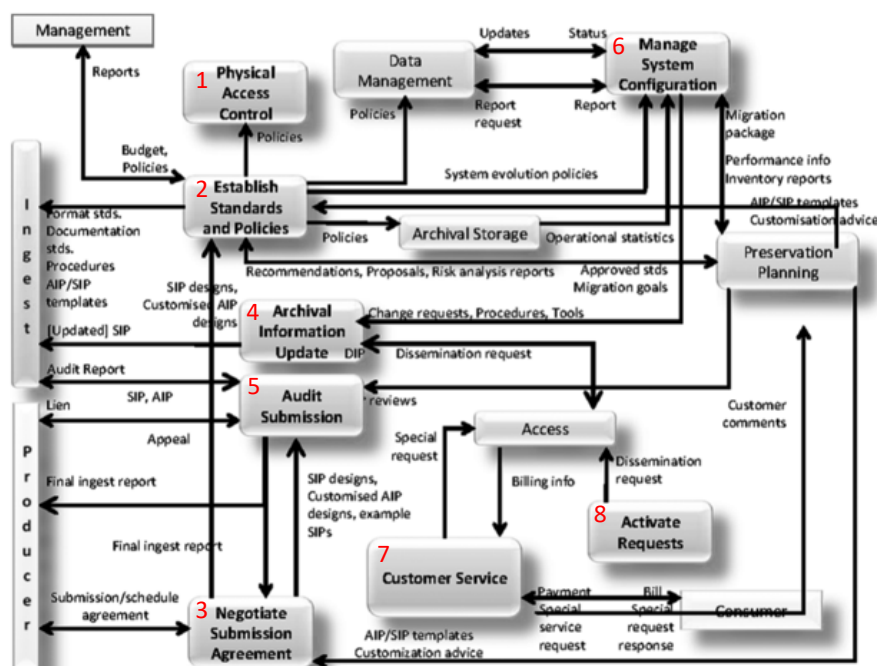 Management
Reports
1
Physical
Access
Control
Data
Management
Updates
Status
Report
request
Report
6
Manage
System
Configuration
Policies
Policies
Migration
package
Budget,
Policies
2
Establish
Standards
and Policies
System evolution policies
Performance info
Inventory reports
Ingest
Format stds.
Documentation
stds.
Procedures
AIP/SIP
templates
Policies
Archival Storage
Operational statistics
AIP/SIP templates
Customisation advice
Preservation
Planning
Recommendations, Proposals, Risk analysis reports
Approved stds
Migration goals
SIP designs,
Customised AIP
designs
4
Archival
Information
Update
Change requests, Procedures, Tools
[Updated] SIP
DIP
Dissemination request
Audit Report
SIP, AIP
5
Audit
Submission
reviews
Producer
Lien
Appeal
Special
request
Access
Customer
comments
Final ingest report
SIP designs,
Customised AIP
designs, example
SIPs
Billing info
Dissemination
request
8
Activate
Requests
Final ingest report
7
Customer Service
Submission/schedule
agreement
3
Negotiate
Submission
Agreement
Payment
Special
service
request
Bill
Special
request
response
Consumer
AIP/SIP templates
Customization advice